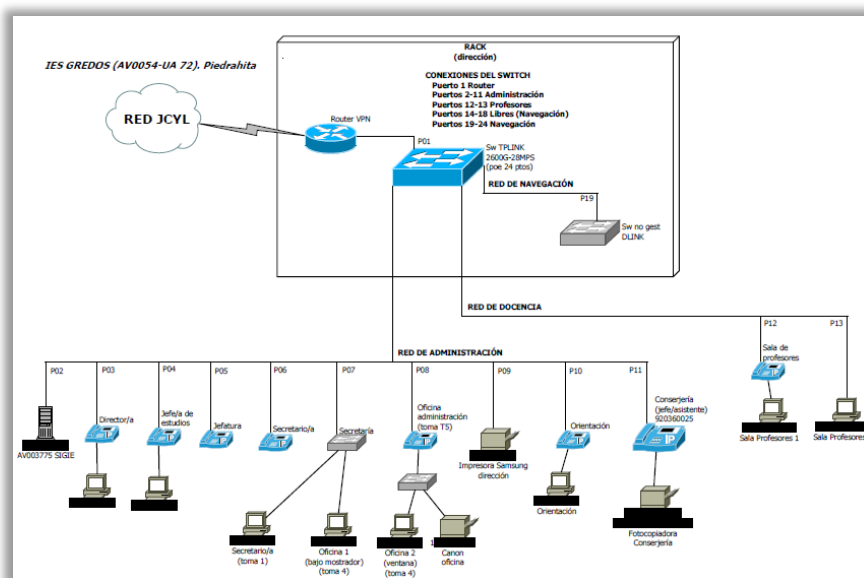 IES GREDOS (AV0054-UA 72). Piedrahita
RACK
(dirección)
CONEXIONES DEL SWITCH
Puerto 1 Router
Puertos 2-11 Administración
Puertos 12-13 Profesores
Puertos 14-18 Libres (Navegación)
Puertos 19-24 Navegación
RED JCYL
Router VPN
P01
Sw TPLINK
2600G-28MPS
(poe 24 ptos)
RED DE NAVEGACIÓN
P19
Sw no gest
DLINK
RED DE DOCENCIA
P12
P13
RED DE ADMINISTRACIÓN
P02
P03
P04
P05
P06
P07
P08
P09
P10
P11
Sala de
profesores
Director/a
Jefe/a de
estudios
Jefatura
Secretario/a
Secretaría
Oficina
administración
(toma T5)
Orientación
Conserjería
(jefe/asistente)
920360025
IP
AV003775 SIGIE
Impresora Samsung
dirección
Sala Profesores 1
Sala Profesores
Orientación
Fotocopiadora
Conserjería
Secretario/a
(toma 1)
Oficina 1
(bajo mostrador)
(toma 4)
Oficina 2
(ventana)
(toma 4)
1
Canon
oficina